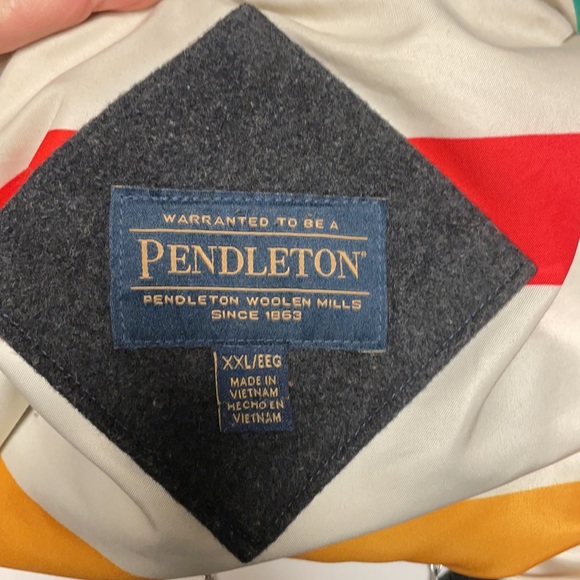 WARRANTED TO BE A
PENDLETON®
PENDLETON WOOLEN MILLS
SINCE 1863
XXL/EEG
MADE IN
VIETNAM
HECHO EN
VIETNAM